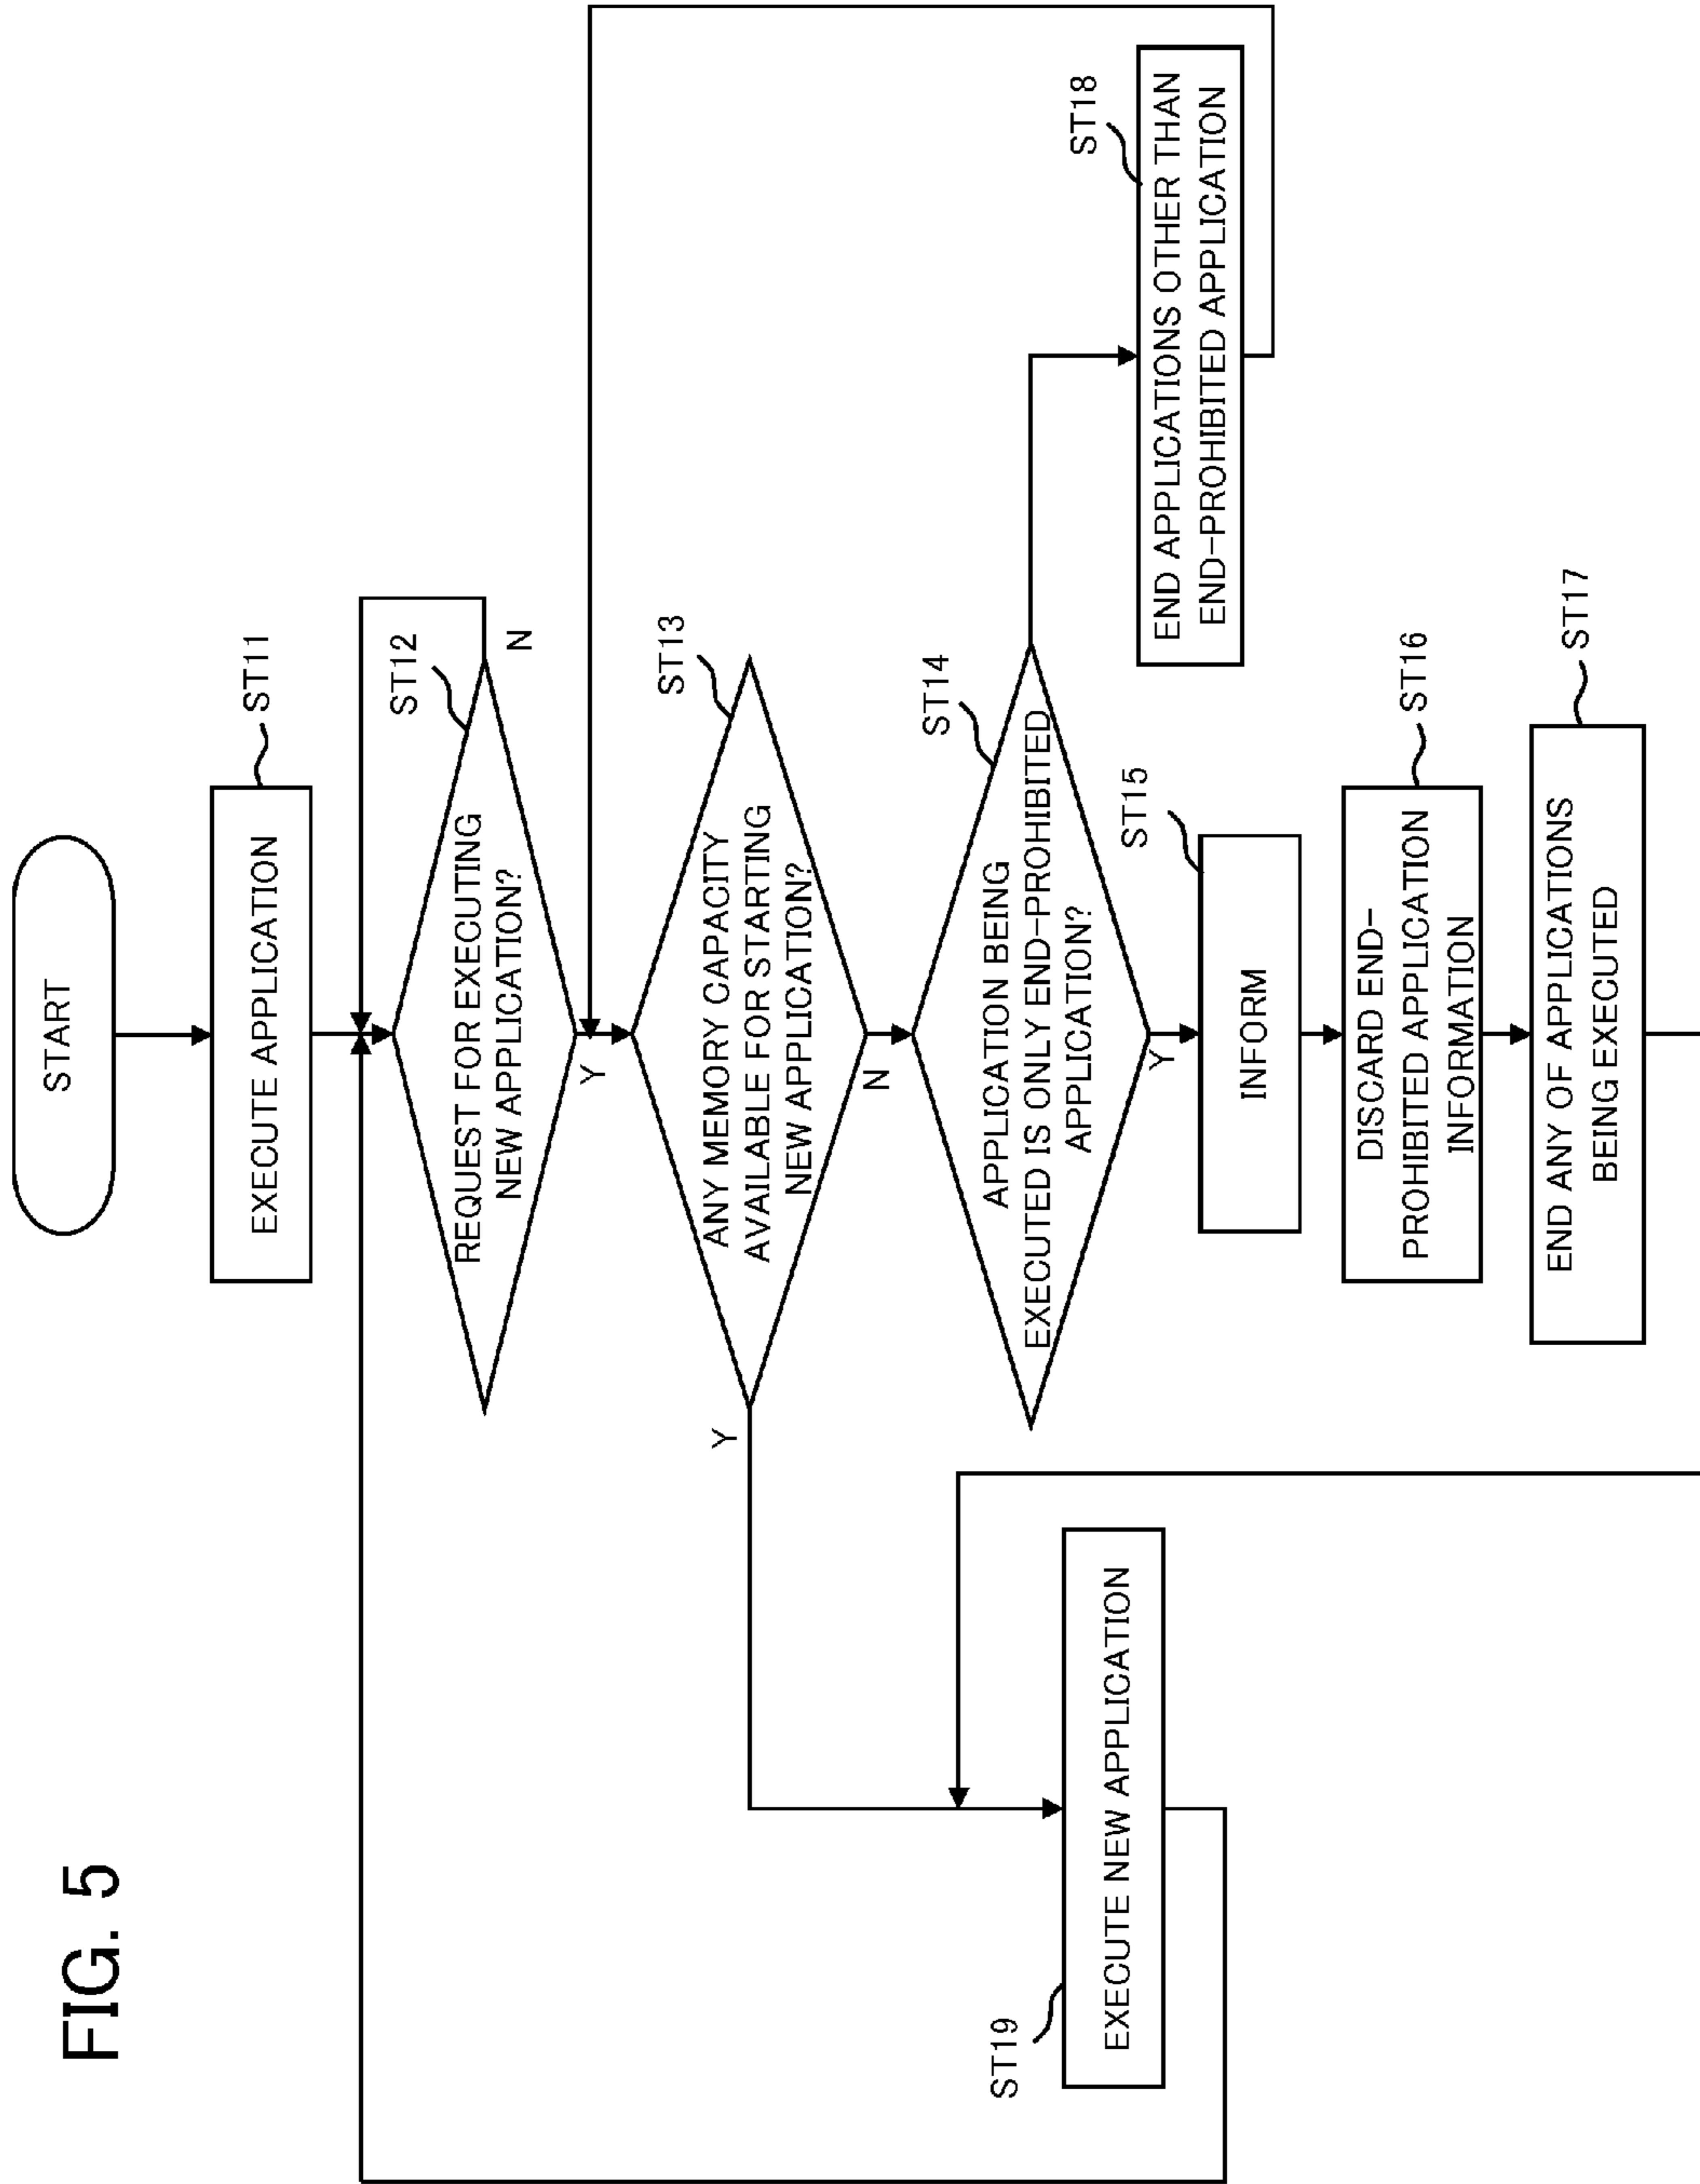 FIG. 5
START
EXECUTE APPLICATION
ST11
REQUEST FOR EXECUTING
NEW APPLICATION?
ST12
N
Y
ANY MEMORY CAPACITY
AVAILABLE FOR STARTING
NEW APPLICATION?
ST13
Y
N
APPLICATION BEING
EXECUTED IS ONLY END-PROHIBITED
APPLICATION?
ST14
Y
INFORM
ST15
DISCARD END-
PROHIBITED APPLICATION
INFORMATION
ST16
END ANY OF APPLICATIONS
BEING EXECUTED
ST17
END APPLICATIONS OTHER THAN
END-PROHIBITED APPLICATION
ST18
EXECUTE NEW APPLICATION
ST19